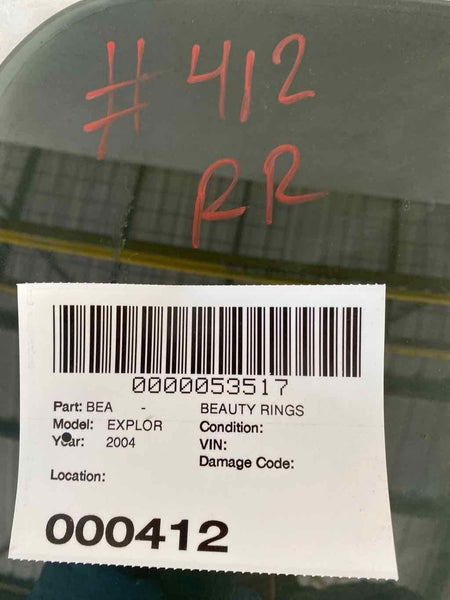 #412
RR
0000053517
Part: BEA - BEAUTY RINGS
Model: EXPLOR Condition:
Year: 2004 VIN:
Damage Code:
Location:
000412